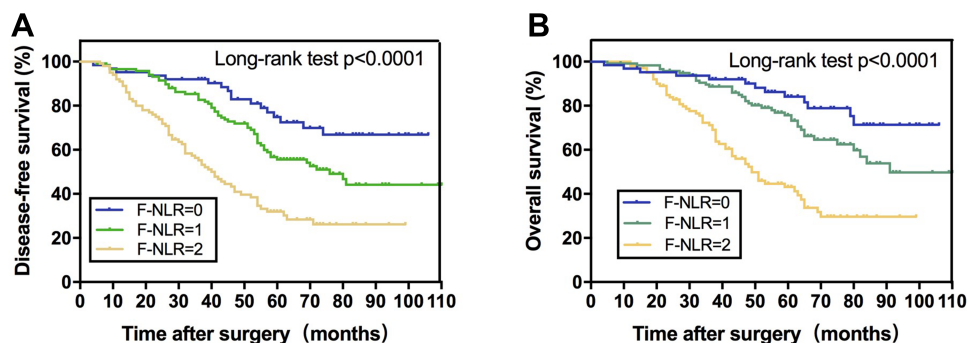 A
Disease-free survival (%)
Long-rank test p<0.0001
100
80
60
40
20
0
F-NLR=0
F-NLR=1
F-NLR=2
0 10 20 30 40 50 60 70 80 90 100 110
Time after surgery (months)
B
Overall survival (%)
Long-rank test p<0.0001
100
80
60
40
20
0
F-NLR=0
F-NLR=1
F-NLR=2
0 10 20 30 40 50 60 70 80 90 100 110
Time after surgery (months)